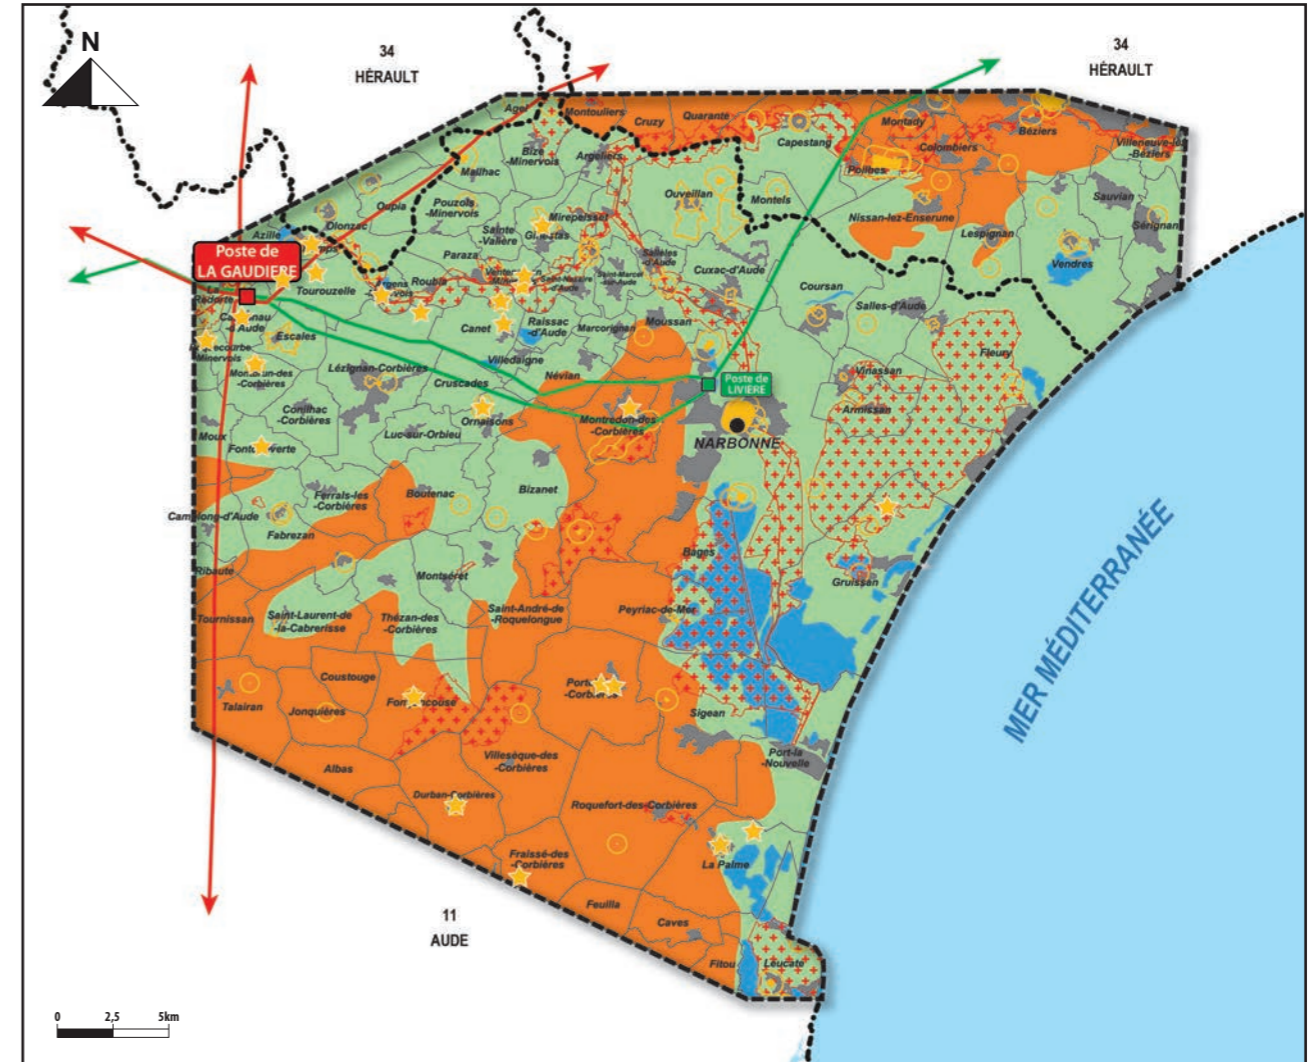 N
34
HÉRAULT
34
HÉRAULT
Agel
Montouliers
Cruzy
Quarante
Capestang
Montady
Colombiers
Béziers
Villeneuve-les
-Béziers
Bize
-Minervois
Argeliers
Mailhac
Poilhes
Oupia
Pouzols
-Minervois
Ouveillan
Montels
Sauvian
Olonzac
Azille
Sainte
-Valière
Mirepeisset
Nissan-lez-Enserune
Lespignan
Sérignan
Poste de
LA GAUDIERE
Paraza
Salleles
-d'Aude
Cuxac-d'Aude
Vendres
Tourouzelle
Roubia
Saint-Marcel
-sur-Aude
Coursan
Salles-d'Aude
Escales
Canet
Raissac
-d'Aude
Marcorignan
Moussan
Fleury
-Minervois
-des
-Corbières
Lézignan-Corbières
Villedaigne
Névian
Cruscades
Poste de
LIVIERE
Vinassan
Armissan
Conilhac
-Corbières
Ornaisons
Montredon-des
-Corbières
NARBONNE
Moux
Luc-sur-Orbieu
Ferrals-les
-Corbières
Boutenac
Bizanet
Camplong-d'Aude
Fabrezan
Bages
Ribaute
Montséret
Gruissan
Tournissan
Saint-Laurent-de
-la-Cabrerisse
Thézan-des
-Corbières
Saint-André-de
-Roquelongue
Peyriac-de-Mer
MER MÉDITERRANÉE
Coustouge
Talairan
Jonquières
Sigean
Albas
Villesèque-des
-Corbières
Port-la
-Nouvelle
Durban-Corbières
Roquefort-des-Corbières
Fraissé-des
-Corbières
La Palme
Feuilla
Caves
11
AUDE
Fitou
Leucate
0 2,5 5km